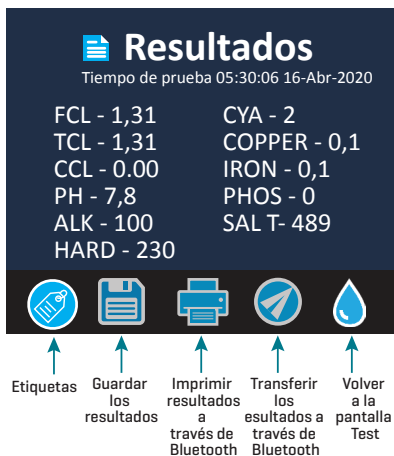 Resultados
Tiempo de prueba 05:30:06 16-Abr-2020
FCL - 1,31
TCL - 1,31
CCL - 0.00
PH - 7,8
ALK - 100
HARD - 230
CYA - 2
COPPER - 0,1
IRON - 0,1
PHOS - 0
SAL T- 489
Etiquetas
Guardar
los
resultados
Imprimir
resultados
a
través de
Bluetooth
Transferir
los
esultados a
través de
Bluetooth
Volver
a la
pantalla
Test